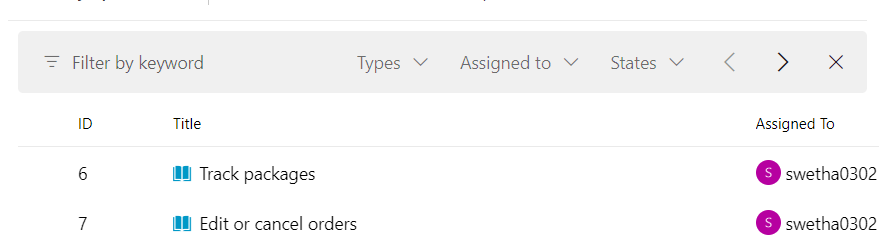 Filter by keyword Types Assigned to States
ID Title Assigned To
6 Track packages S swetha0302
7 Edit or cancel orders S swetha0302